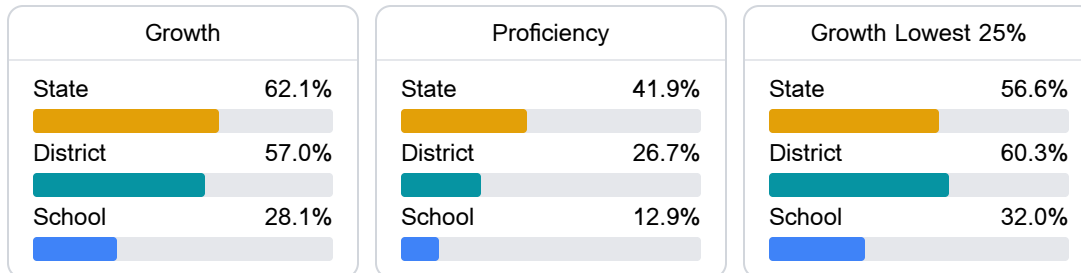 Growth
State 62.1%
District 57.0%
School 28.1%
Proficiency
State 41.9%
District 26.7%
School 12.9%
Growth Lowest 25%
State 56.6%
District 60.3%
School 32.0%